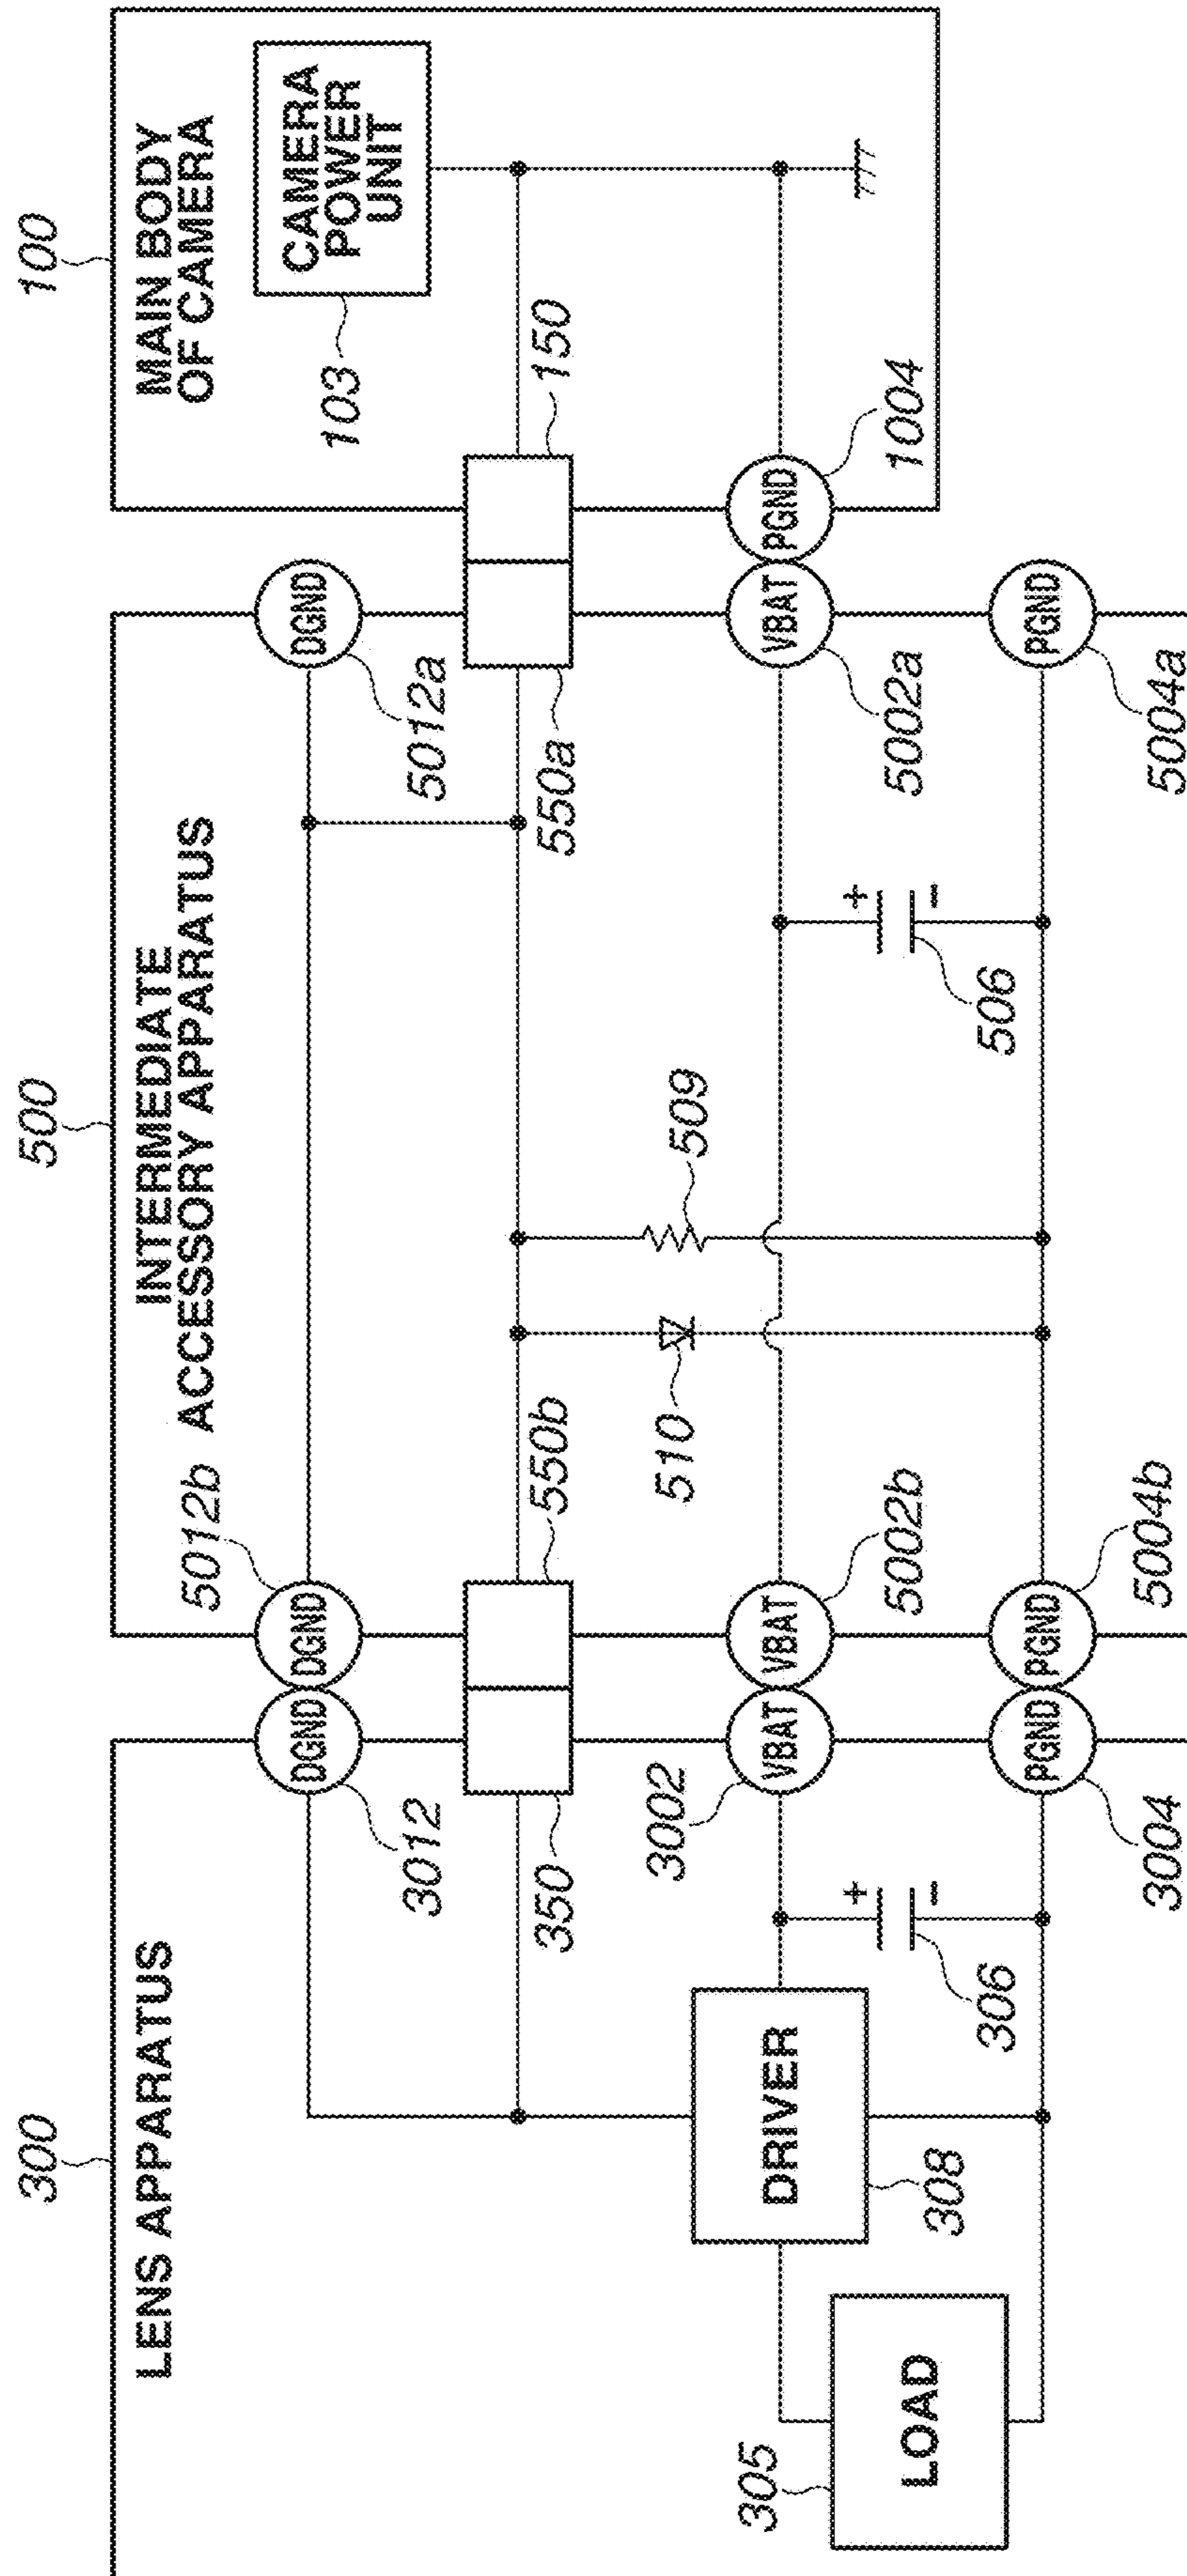 300
500
100
LENS APPARATUS
INTERMEDIATE
ACCESSORY APPARATUS
MAIN BODY
OF CAMERA
CAMERA
POWER
UNIT
103
5012b
DGND
DGND
DGND
3012
5012a
350
550b
550a
150
509
510
3002
VBAT
VBAT
VBAT
PGND
5002b
5002a
1004
305
LOAD
DRIVER
308
+
−
306
+
−
506
PGND
PGND
PGND
3004
5004b
5004a